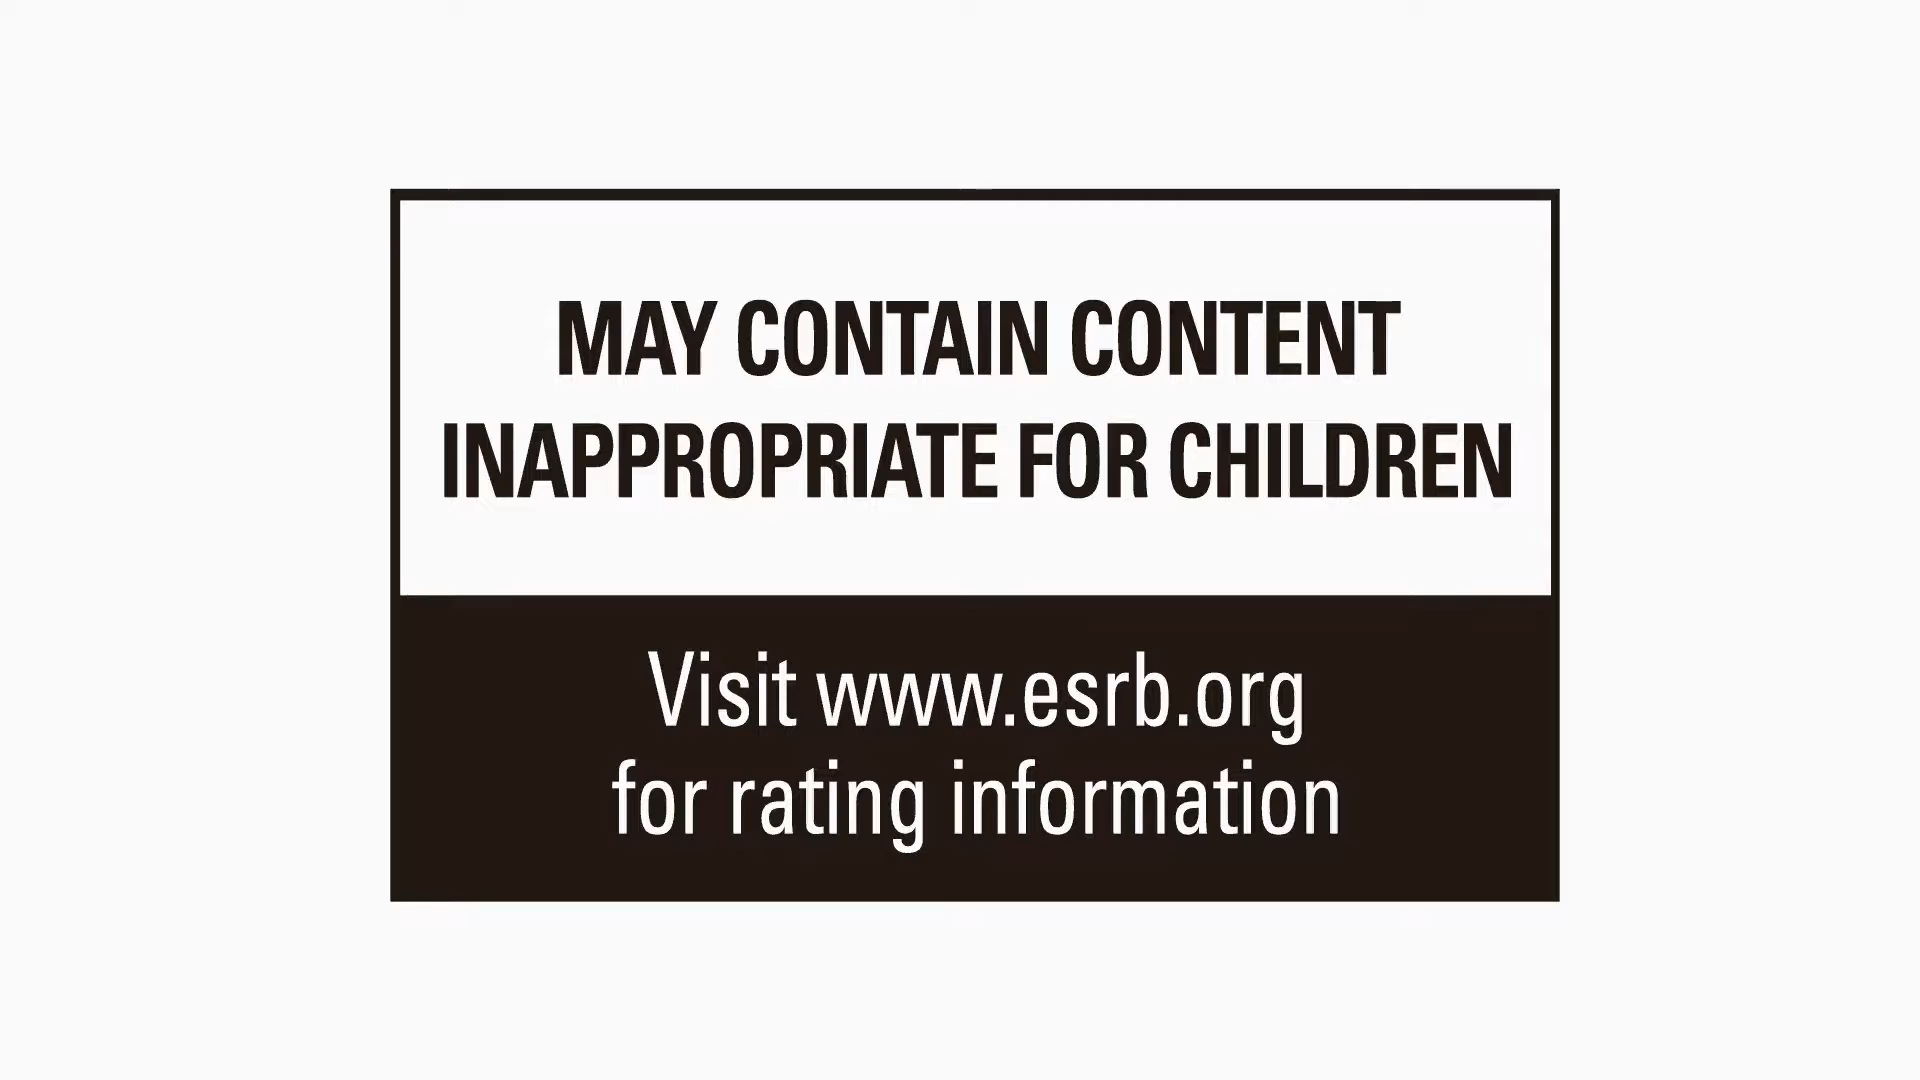 MAY CONTAIN CONTENT
INAPPROPRIATE FOR CHILDREN
Visit www.esrb.org
for rating information